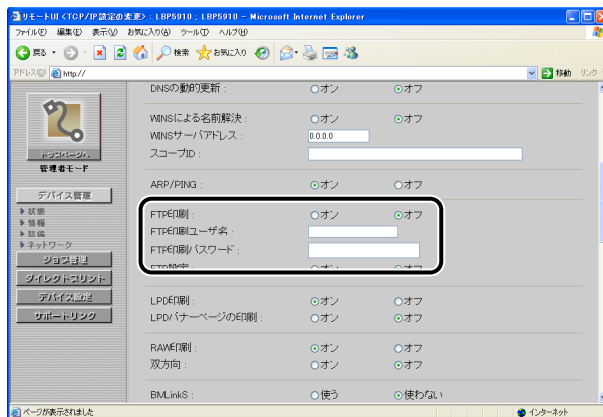 リモートUI <TCP/IP設定の変更> : LBP5910 ; LBP5910 - Microsoft Internet Explorer
ファイル(F) 編集(E) 表示(V) お気に入り(A) ツール(T) ヘルプ(H)
戻る 検索 お気に入り
アドレス(D) http:// 移動 リンク
DNSの動的更新 : オン オフ
WINSによる名前解決 : オン オフ
WINSサーバアドレス : 0.0.0.0
スコープID :
トップページへ
管理者モード
ARP/PING : オン オフ
デバイス管理
状態
情報
装備
ネットワーク
ジョブ管理
ダイレクトプリント
デバイス設定
サポートリンク
FTP印刷 : オン オフ
FTP印刷ユーザ名 :
FTP印刷パスワード :
FTP設定 : オン オフ
LPD印刷 : オン オフ
LPDバナーページの印刷 : オン オフ
RAW印刷 : オン オフ
双方向 : オン オフ
BMLinkS : 使う 使わない
ページが表示されました インターネット